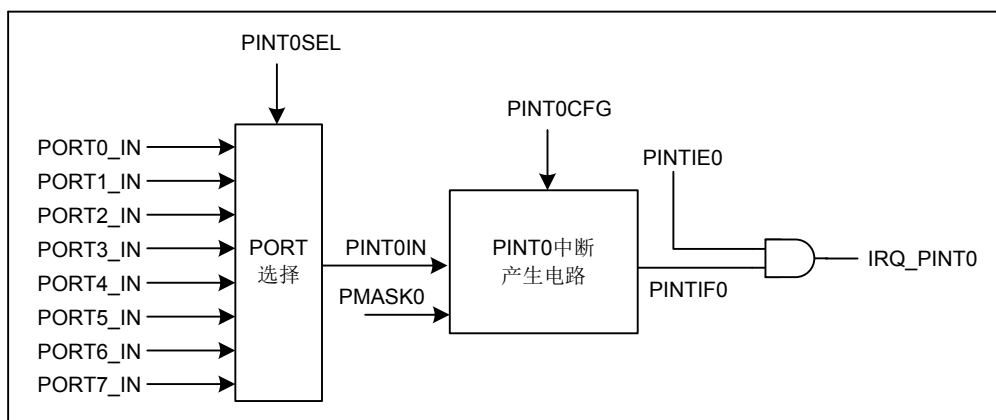 PINT0SEL
PORT0_IN
PORT1_IN
PORT2_IN
PORT3_IN
PORT4_IN
PORT5_IN
PORT6_IN
PORT7_IN
PORT
选择
PINT0IN
PMASK0
PINT0CFG
PINT0中断
产生电路
PINTIE0
PINTIF0
IRQ_PINT0